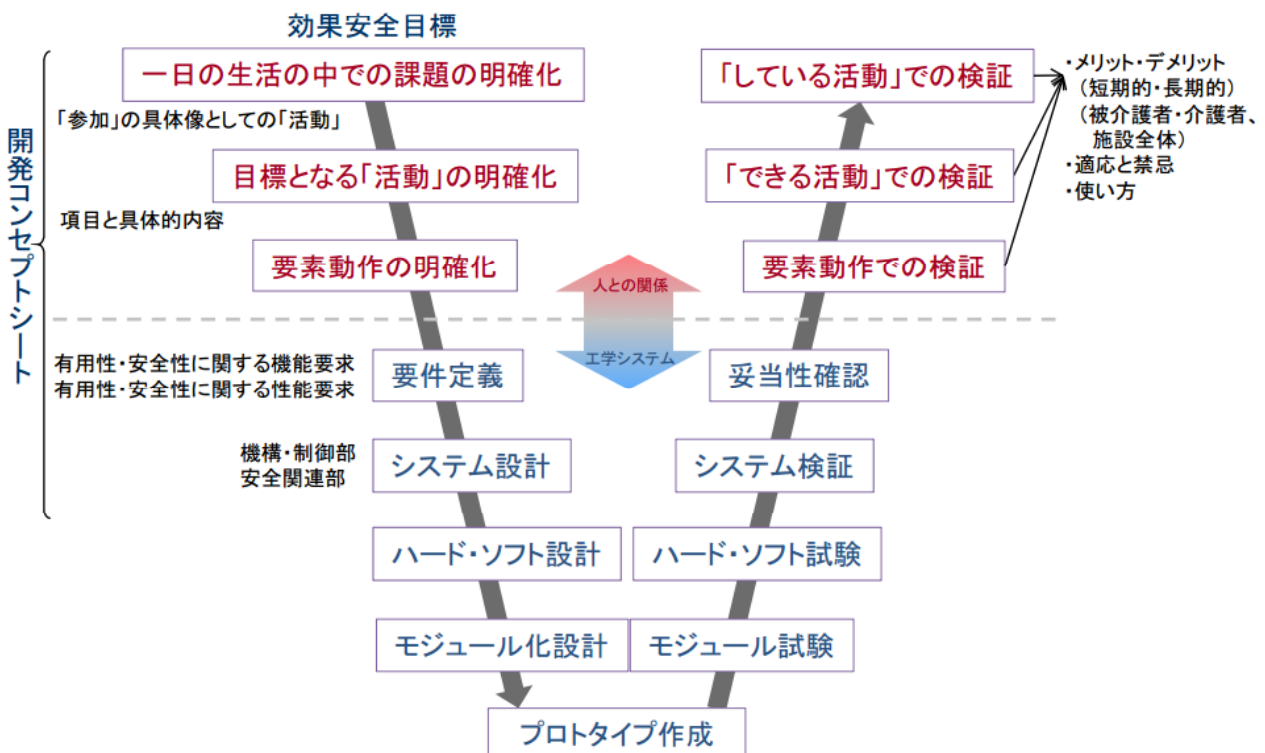 効果安全目標
一日の生活の中での課題の明確化
「参加」の具体像としての「活動」
目標となる「活動」の明確化
項目と具体的内容
要素動作の明確化
開発コンセプトシート
有用性・安全性に関する機能要求
有用性・安全性に関する性能要求
要件定義
機構・制御部
安全関連部
システム設計
ハード・ソフト設計
モジュール化設計
プロトタイプ作成
人との関係
工学システム
「している活動」での検証
「できる活動」での検証
要素動作での検証
妥当性確認
システム検証
ハード・ソフト試験
モジュール試験
・メリット・デメリット
(短期的・長期的)
(被介護者・介護者、
施設全体)
・適応と禁忌
・使い方